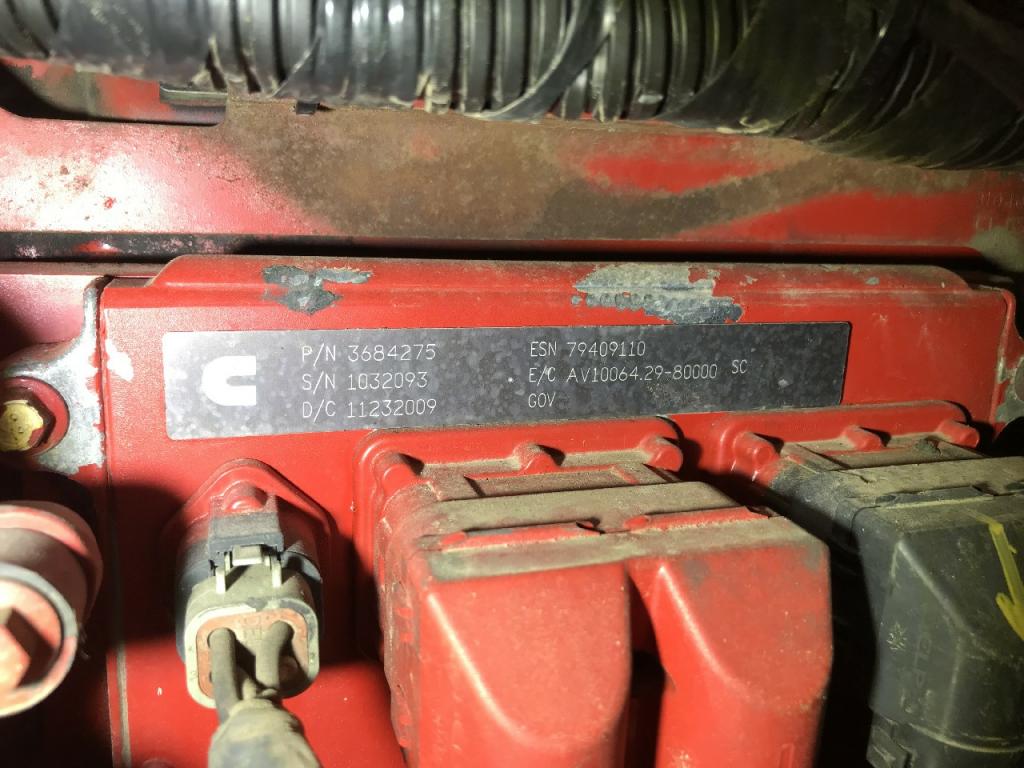 P/N 3684275
S/N 1032093
D/C 11232009
ESN 79409110
E/C AV10064.29-80000 SC
GOV